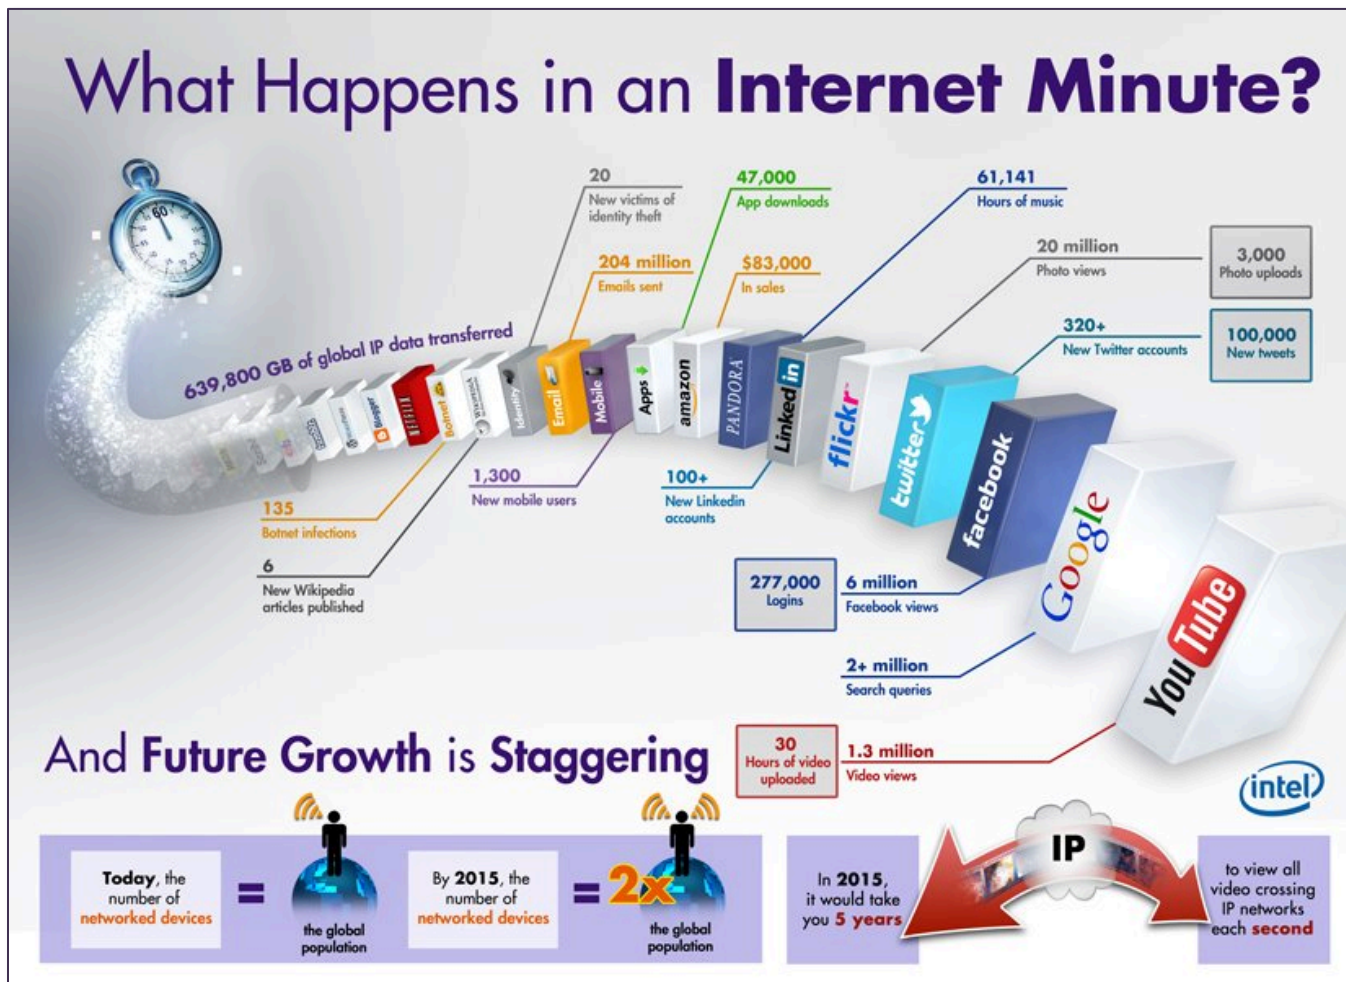 What Happens in an Internet Minute?
60
20
New victims of
identity theft
47,000
App downloads
61,141
Hours of music
204 million
Emails sent
$83,000
In sales
20 million
Photo views
3,000
Photo uploads
320+
New Twitter accounts
100,000
New tweets
639,800 GB of global IP data transferred
Blogger
NETFLIX
Botnet
WIKIPEDIA
Identity
Email
Mobile
Apps
amazon
PANDORA
Linked in
flickr
twitter
facebook
Google
You Tube
135
Botnet infections
6
New Wikipedia
articles published
1,300
New mobile users
100+
New Linkedin
accounts
277,000
Logins
6 million
Facebook views
2+ million
Search queries
30
Hours of video
uploaded
1.3 million
Video views
And Future Growth is Staggering
intel
Today, the
number of
networked devices
=
the global
population
By 2015, the
number of
networked devices
= 2x
the global
population
In 2015,
it would take
you 5 years
IP
to view all
video crossing
IP networks
each second